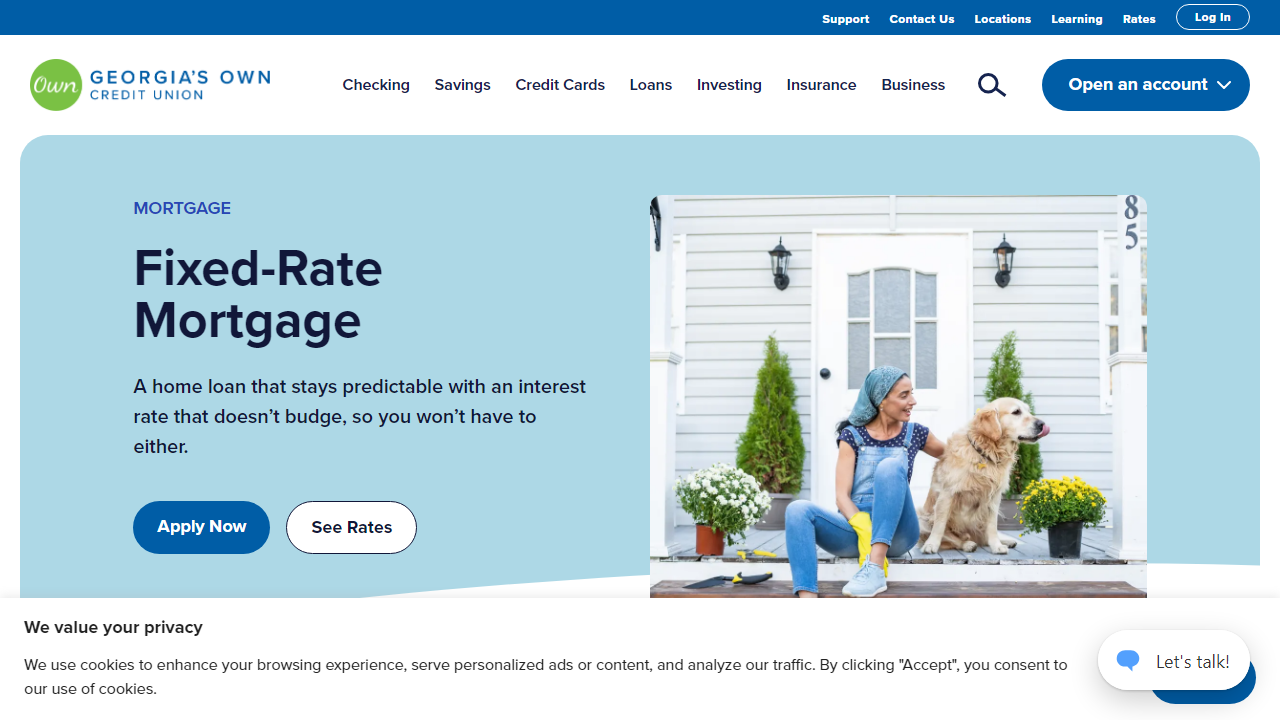 Support Contact Us Locations Learning Rates Log In
Own GEORGIA'S OWN
CREDIT UNION
Checking Savings Credit Cards Loans Investing Insurance Business Open an account
MORTGAGE
Fixed-Rate
Mortgage
A home loan that stays predictable with an interest
rate that doesn’t budge, so you won’t have to
either.
Apply Now See Rates
8
5
We value your privacy
We use cookies to enhance your browsing experience, serve personalized ads or content, and analyze our traffic. By clicking "Accept", you consent to
our use of cookies.
Let's talk!